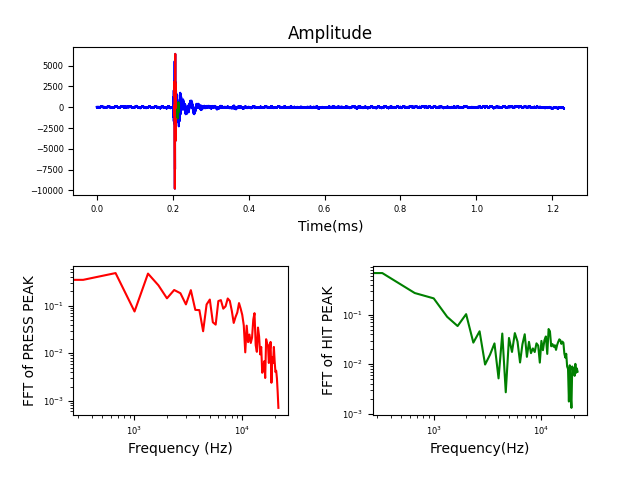 Amplitude
5000
2500
0
−2500
−5000
−7500
−10000
0.0 0.2 0.4 0.6 0.8 1.0 1.2
Time(ms)
FFT of PRESS PEAK
10⁻¹
10⁻²
10⁻³
10³ 10⁴
Frequency (Hz)
FFT of HIT PEAK
10⁻¹
10⁻²
10⁻³
10³ 10⁴
Frequency(Hz)